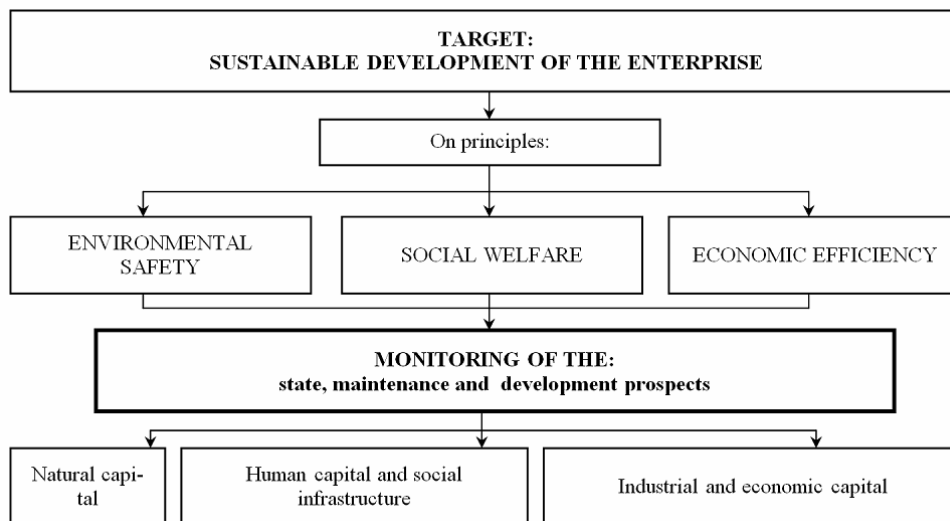 TARGET:
SUSTAINABLE DEVELOPMENT OF THE ENTERPRISE
On principles:
ENVIRONMENTAL
SAFETY
SOCIAL WELFARE
ECONOMIC EFFICIENCY
MONITORING OF THE:
state, maintenance and development prospects
Natural capi-
tal
Human capital and social
infrastructure
Industrial and economic capital